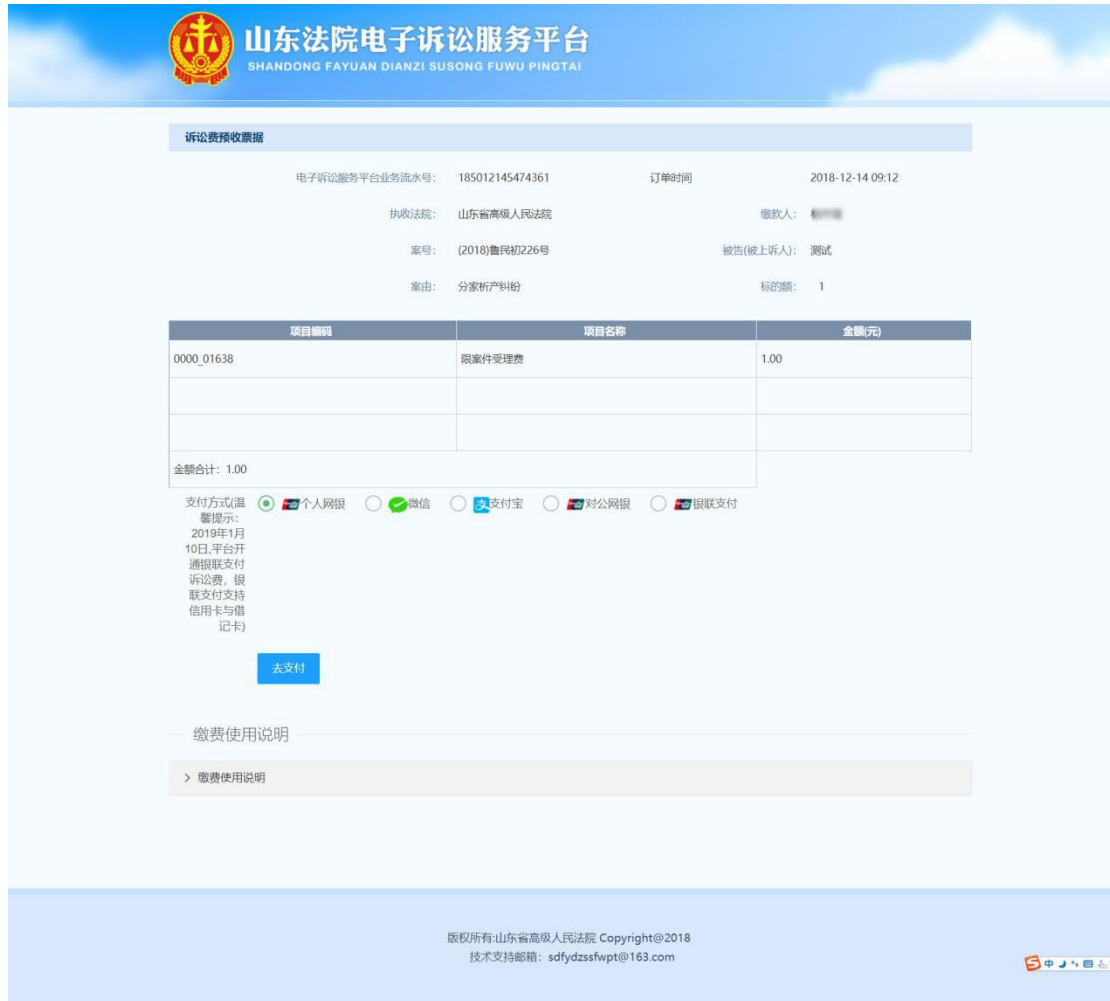 山东法院电子诉讼服务平台
SHANDONG FAYUAN DIANZI SUSONG FUWU PINGTAI
诉讼费预收票据
电子诉讼服务平台业务流水号： 185012145474361 订单时间 2018-12-14 09:12
执收法院： 山东省高级人民法院 缴款人：
案号： (2018)鲁民初226号 被告(被上诉人)： 测试
案由： 分家析产纠纷 标的额： 1
项目编码 项目名称 金额(元)
0000_01638 限案件受理费 1.00
金额合计：1.00
支付方式(温 个人网银 微信 支付宝 对公网银 银联支付
馨提示：
2019年1月
10日,平台开
通银联支付
诉讼费，银
联支付支持
信用卡与借
记卡)
去支付
缴费使用说明
缴费使用说明
版权所有:山东省高级人民法院 Copyright@2018
技术支持邮箱：sdfydzssfwpt@163.com
中